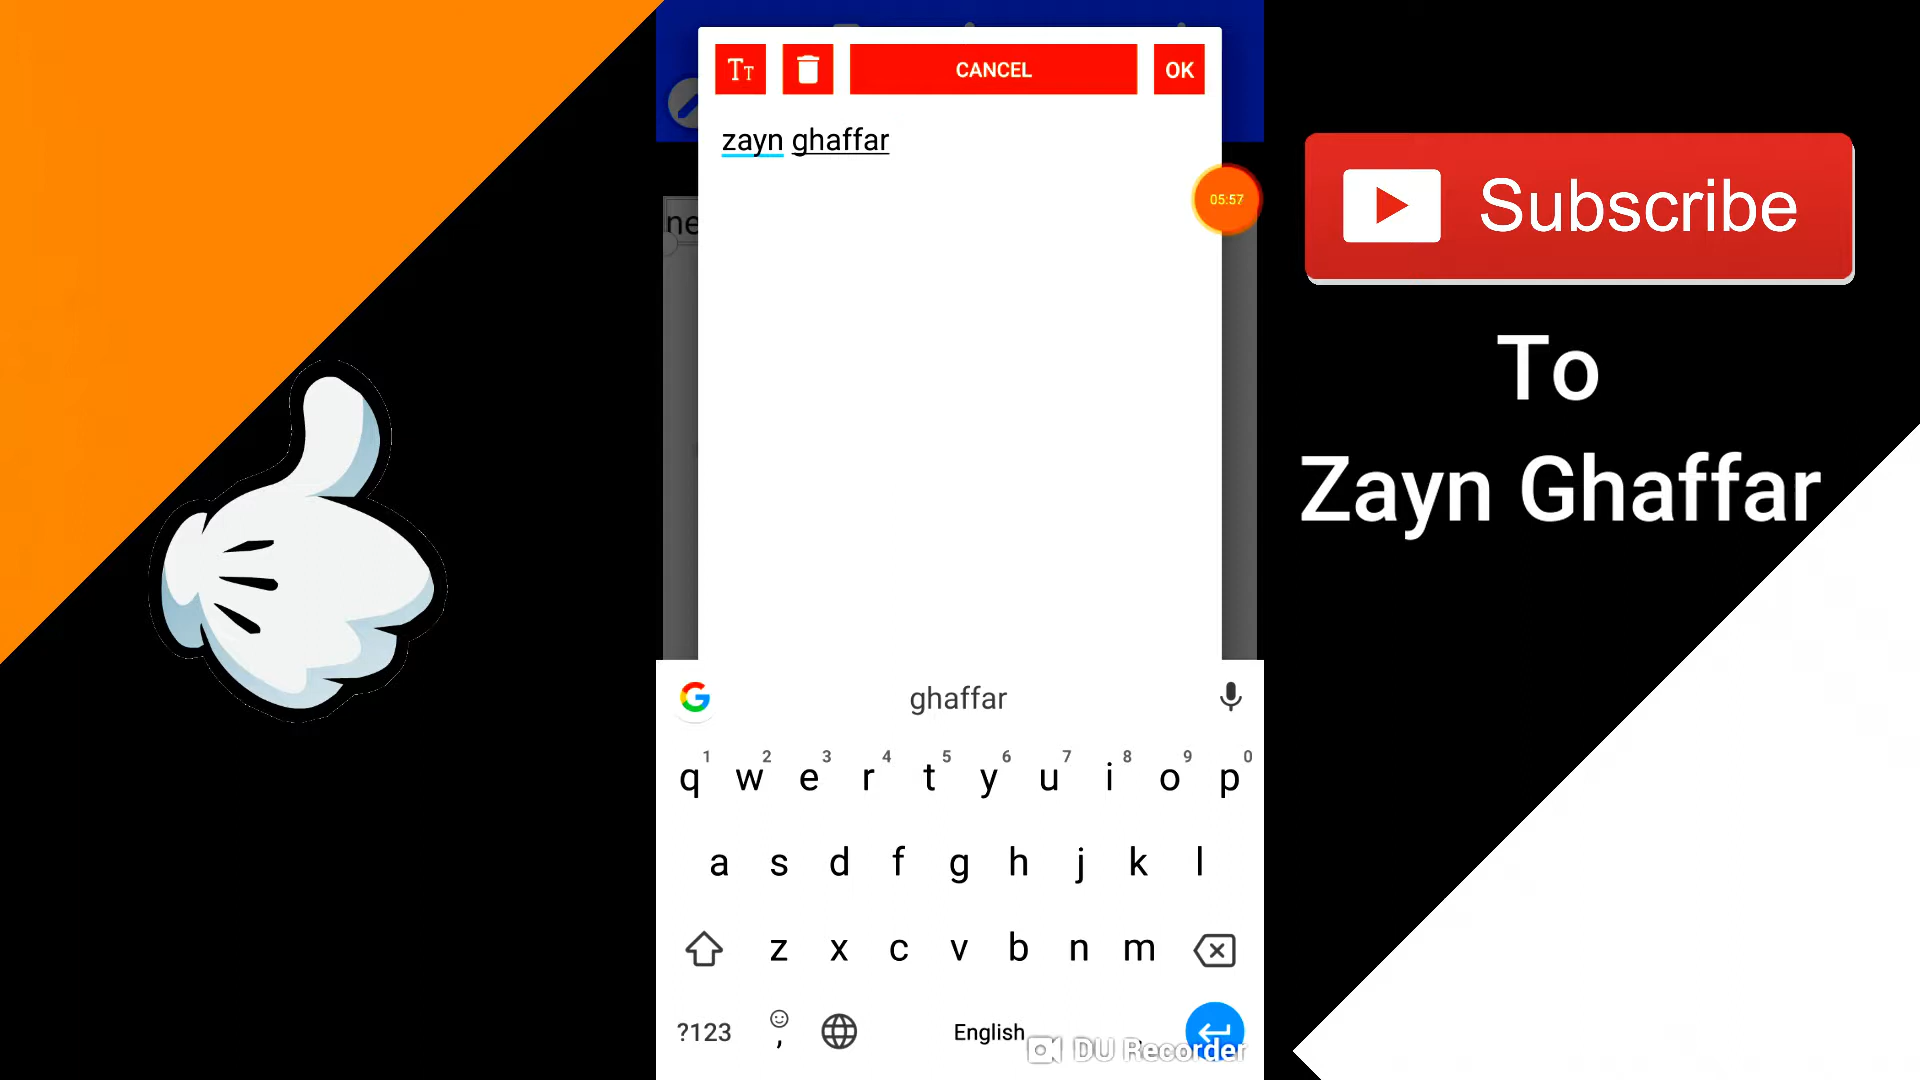 Tт
CANCEL
OK
zayn ghaffar
05:57
ne
Subscribe
To
Zayn Ghaffar
G
ghaffar
1 2 3 4 5 6 7 8 9 0
q w e r t y u i o p
a s d f g h j k l
z x c v b n m
?123 , English
DU Recorder